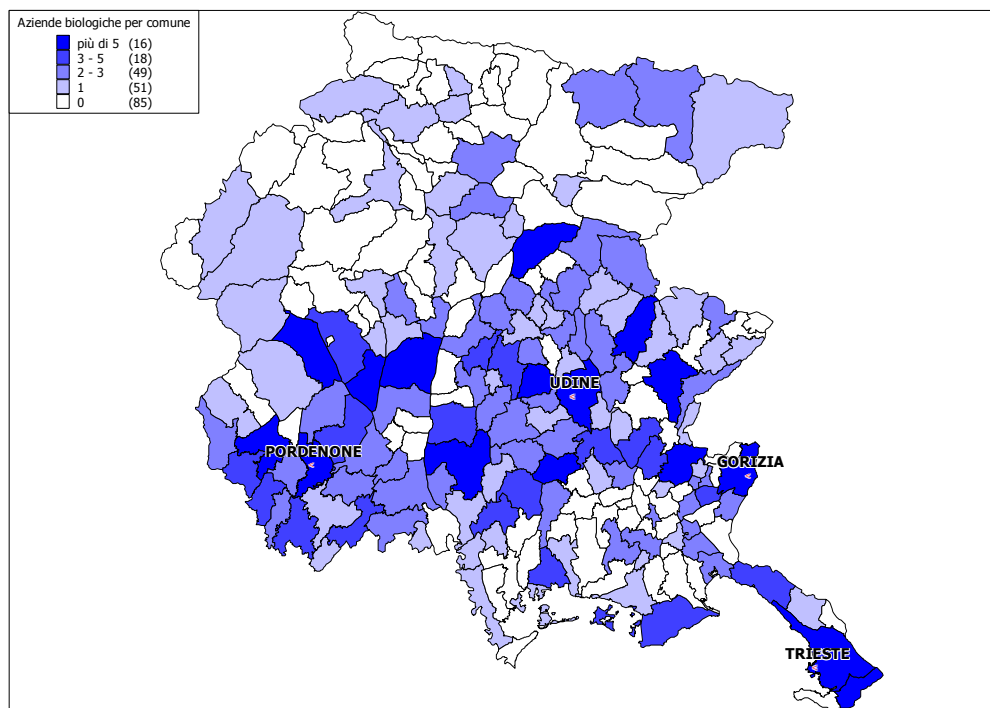 Aziende biologiche per comune
più di 5 (16)
3 - 5 (18)
2 - 3 (49)
1 (51)
0 (85)
UDINE
PORDENONE
GORIZIA
TRIESTE